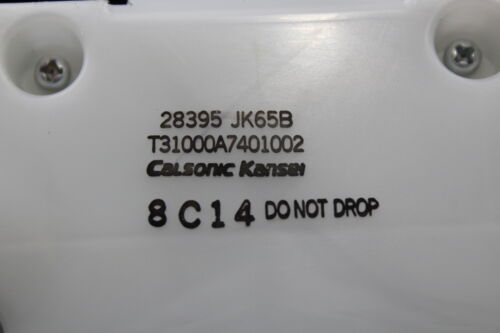 28395 JK65B
T31000A7401002
Calsonic Kansei
8C14 DO NOT DROP